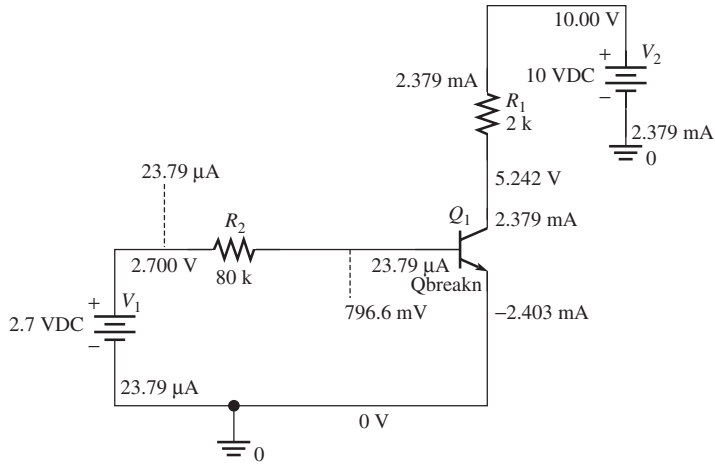 10.00 V
+
V2
10 VDC
−
2.379 mA
R1
2 k
2.379 mA
0
23.79 μA
5.242 V
Q1
2.379 mA
R2
2.700 V
80 k
23.79 μA
Qbreakn
+
V1
2.7 VDC
−
796.6 mV
−2.403 mA
23.79 μA
0 V
0